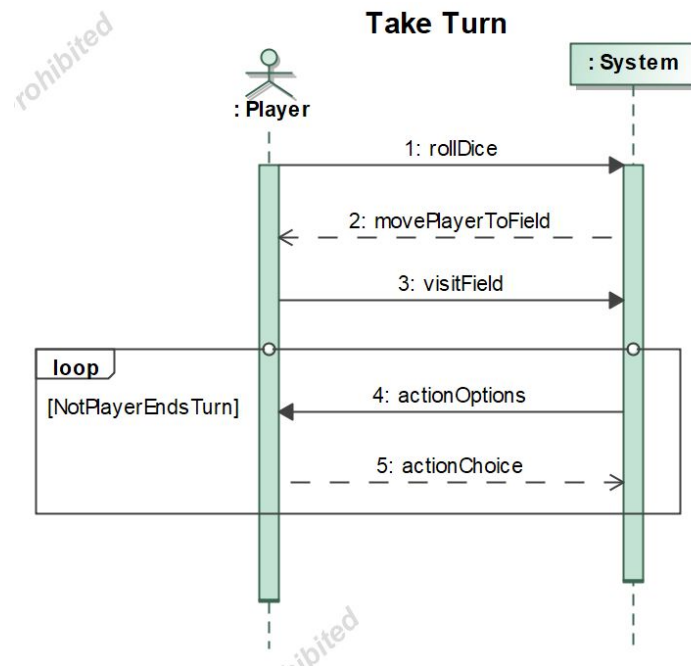 Take Turn
rohibited
: Player
: System
1: rollDice
2: movePlayerToField
3: visitField
loop
[NotPlayerEndsTurn]
4: actionOptions
5: actionChoice
hibited